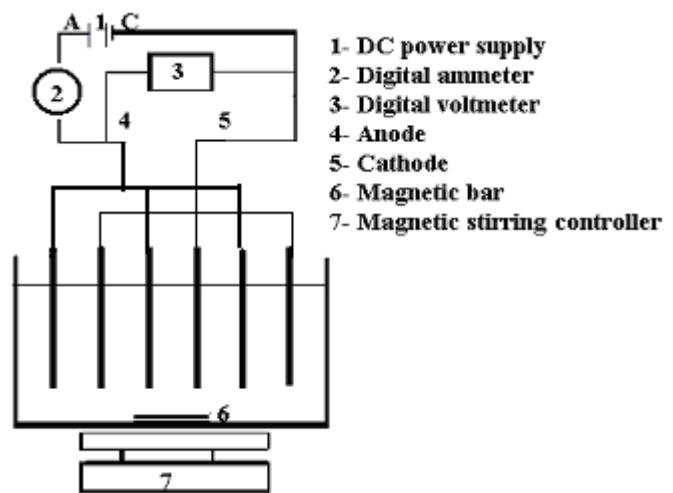 A 1 C
2
3
4
5
6
7
1- DC power supply
2- Digital ammeter
3- Digital voltmeter
4- Anode
5- Cathode
6- Magnetic bar
7- Magnetic stirring controller